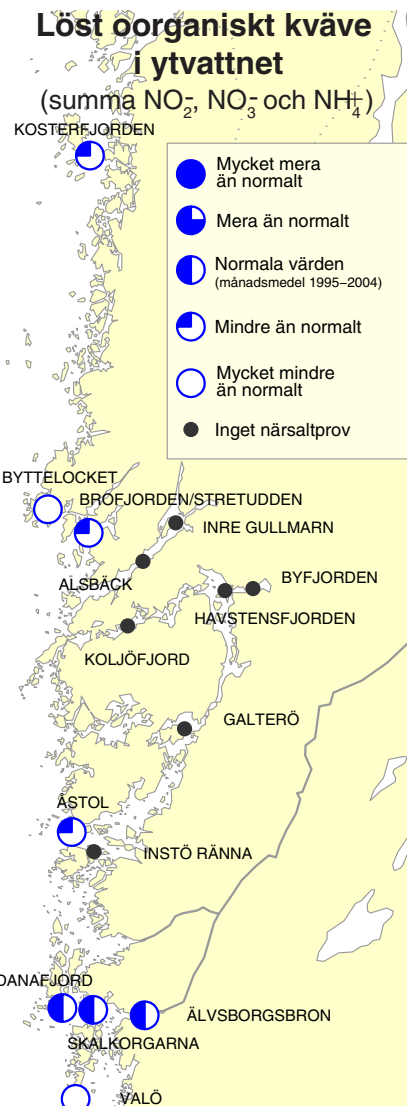 Löst oorganiskt kväve
i ytvattnet
(summa NO₂⁻, NO₃⁻ och NH₄⁺)
KOSTERFJORDEN
Mycket mera
än normalt
Mera än normalt
Normala värden
(månadsmedel 1995–2004)
Mindre än normalt
Mycket mindre
än normalt
Inget närsaltprov
BYTTELOCKET
BROFJORDEN/STRETUDDEN
INRE GULLMARN
ALSBÄCK
BYFJORDEN
HAVSTENSFJORDEN
KOLJÖFJORD
GALTERÖ
ÅSTOL
INSTÖ RÄNNA
DANAFJORD
ÄLVSBORGSBRON
SKALKORGARNA
VALÖ